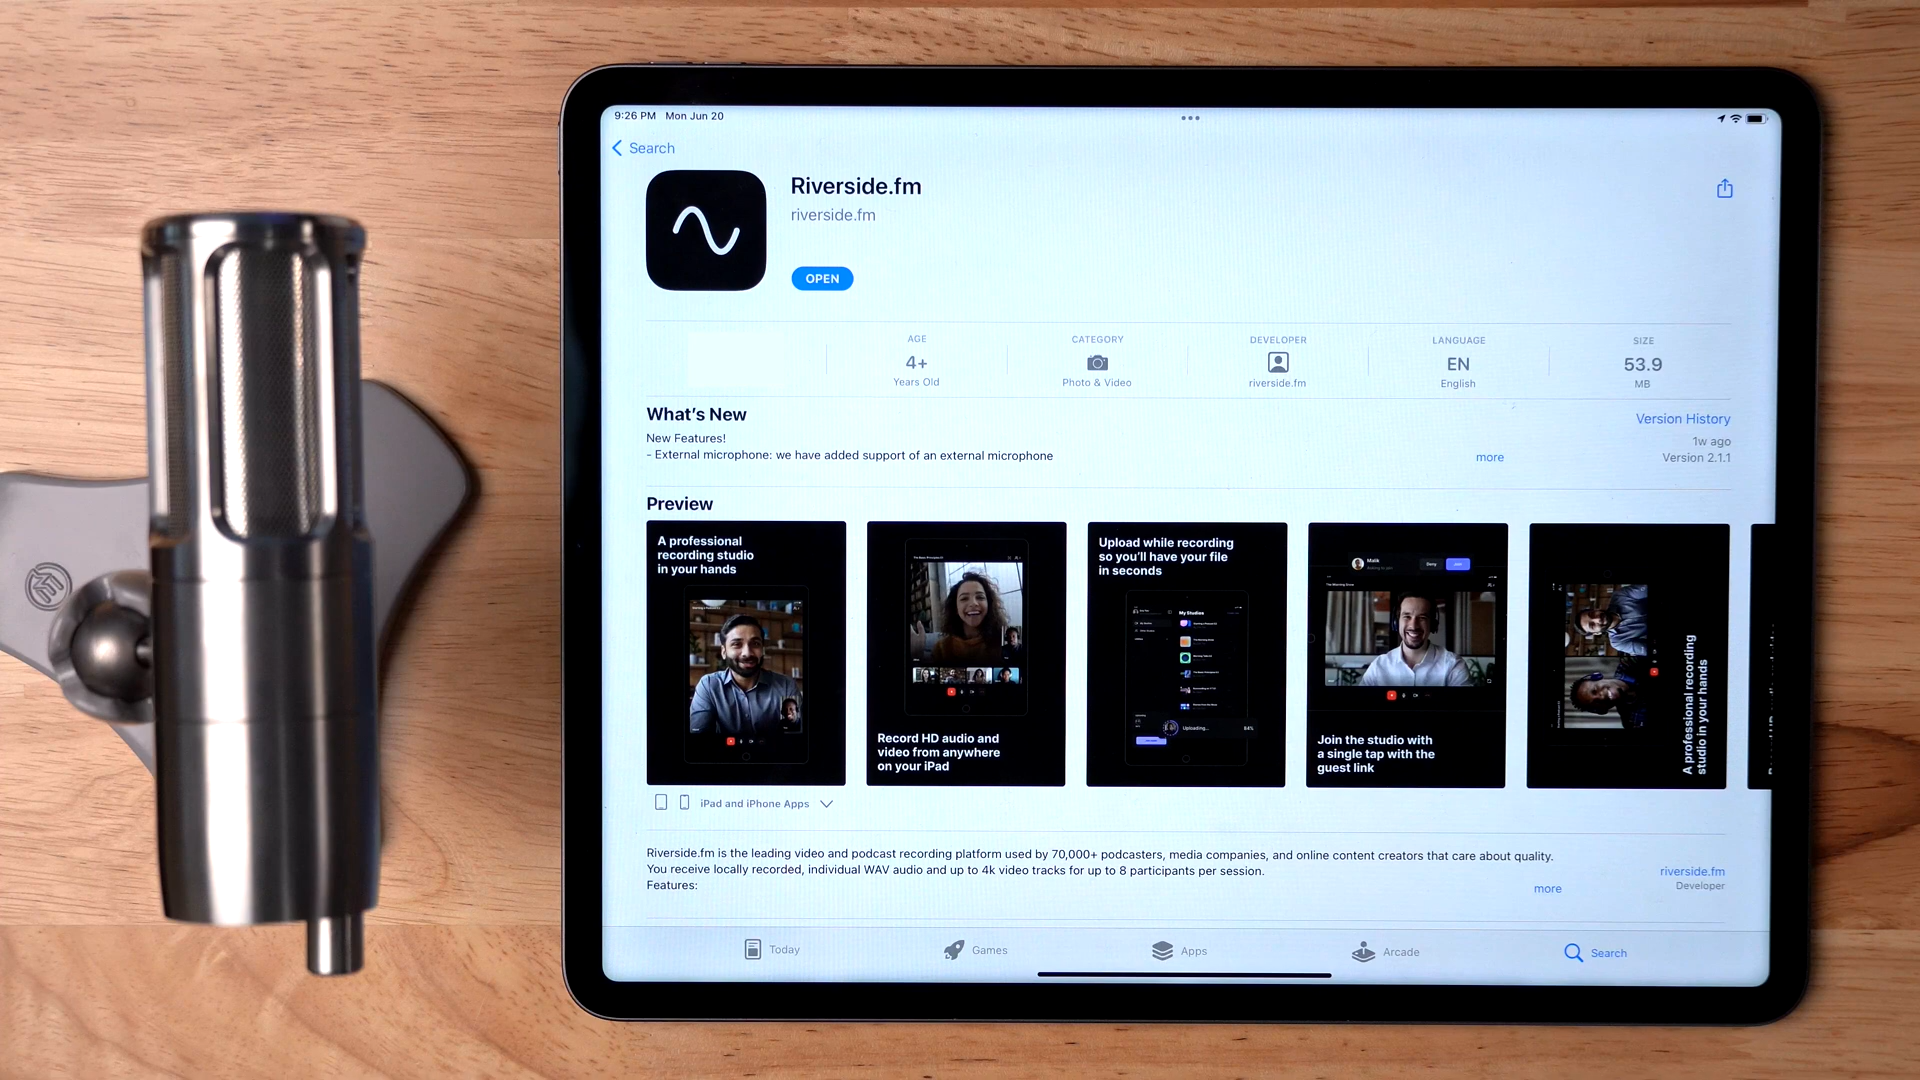 9:26 PM Mon Jun 20
Search
Riverside.fm
riverside.fm
OPEN
AGE
4+
Years Old
CATEGORY
Photo & Video
DEVELOPER
riverside.fm
LANGUAGE
EN
English
SIZE
53.9
MB
What's New
Version History
New Features!
1w ago
- External microphone: we have added support of an external microphone
more
Version 2.1.1
Preview
A professional
recording studio
in your hands
Record HD audio and
video from anywhere
on your iPad
Upload while recording
so you'll have your file
in seconds
My Studios
Uploading...
84%
Malik
Deny
Join
Join the studio with
a single tap with the
guest link
A professional recording
studio in your hands
iPad and iPhone Apps
Riverside.fm is the leading video and podcast recording platform used by 70,000+ podcasters, media companies, and online content creators that care about quality.
You receive locally recorded, individual WAV audio and up to 4k video tracks for up to 8 participants per session.
Features:
more
riverside.fm
Developer
Today
Games
Apps
Arcade
Search